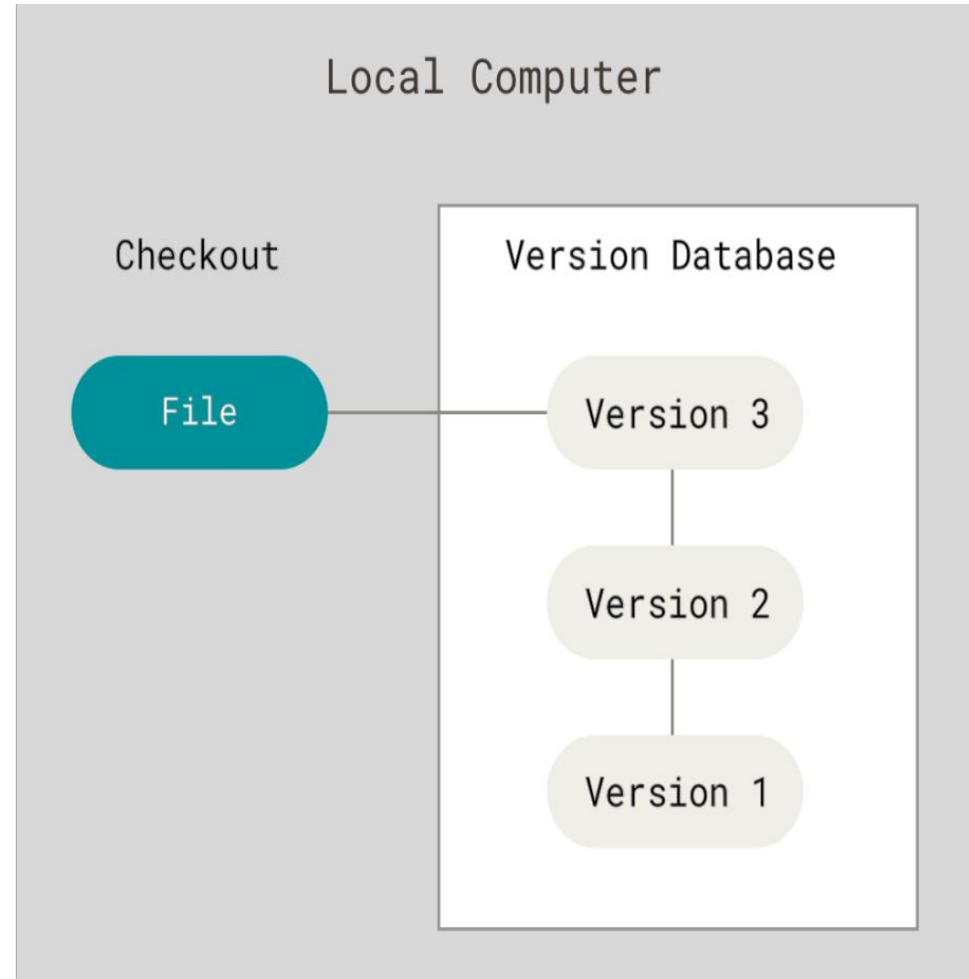 Local Computer
Checkout
Version Database
File
Version 3
Version 2
Version 1